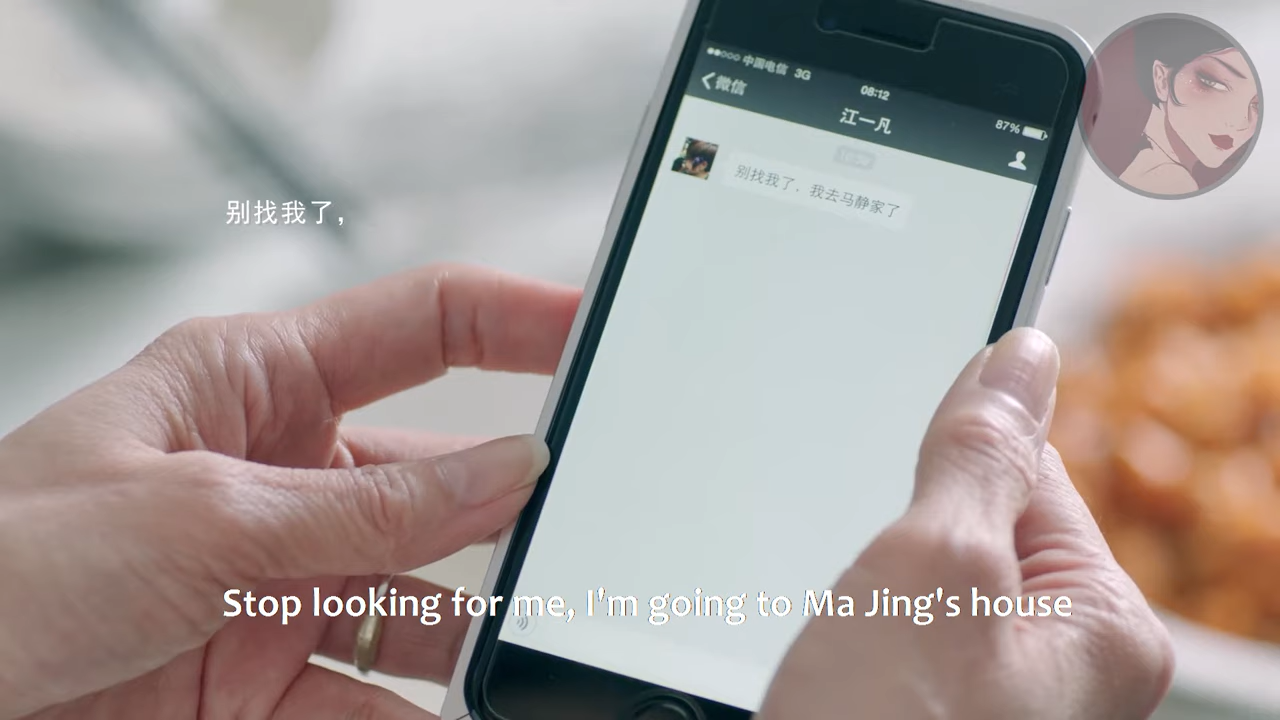 中国电信 3G
08:12
87%
微信
江一凡
别找我了，我去马静家了
别找我了，
Stop looking for me, I'm going to Ma Jing's house